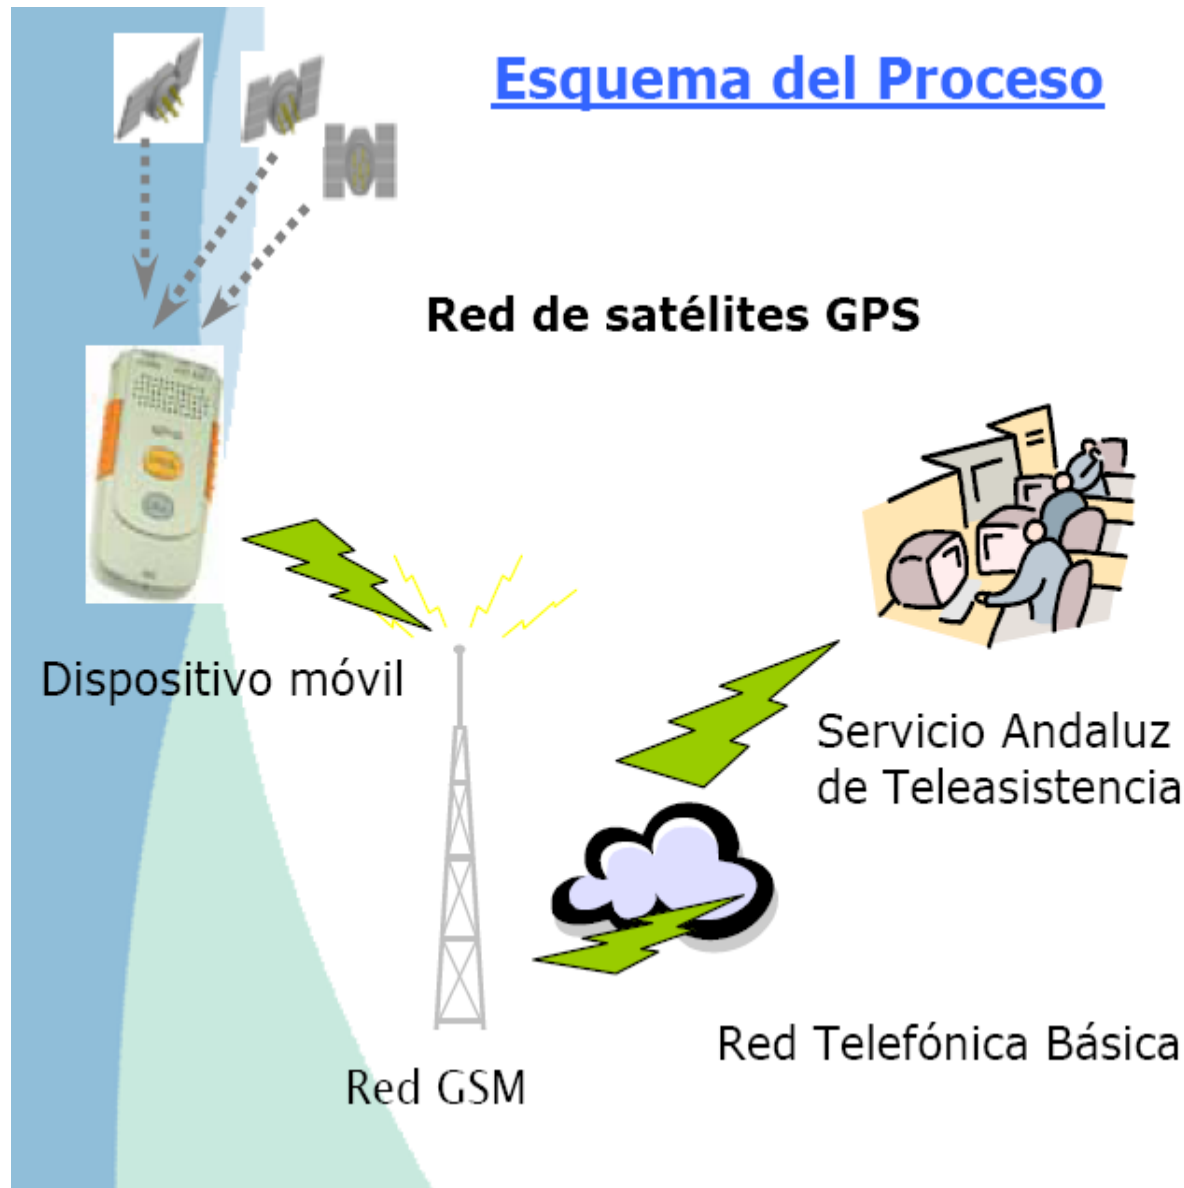 Esquema del Proceso
Red de satélites GPS
Dispositivo móvil
Servicio Andaluz
de Teleasistencia
Red Telefónica Básica
Red GSM